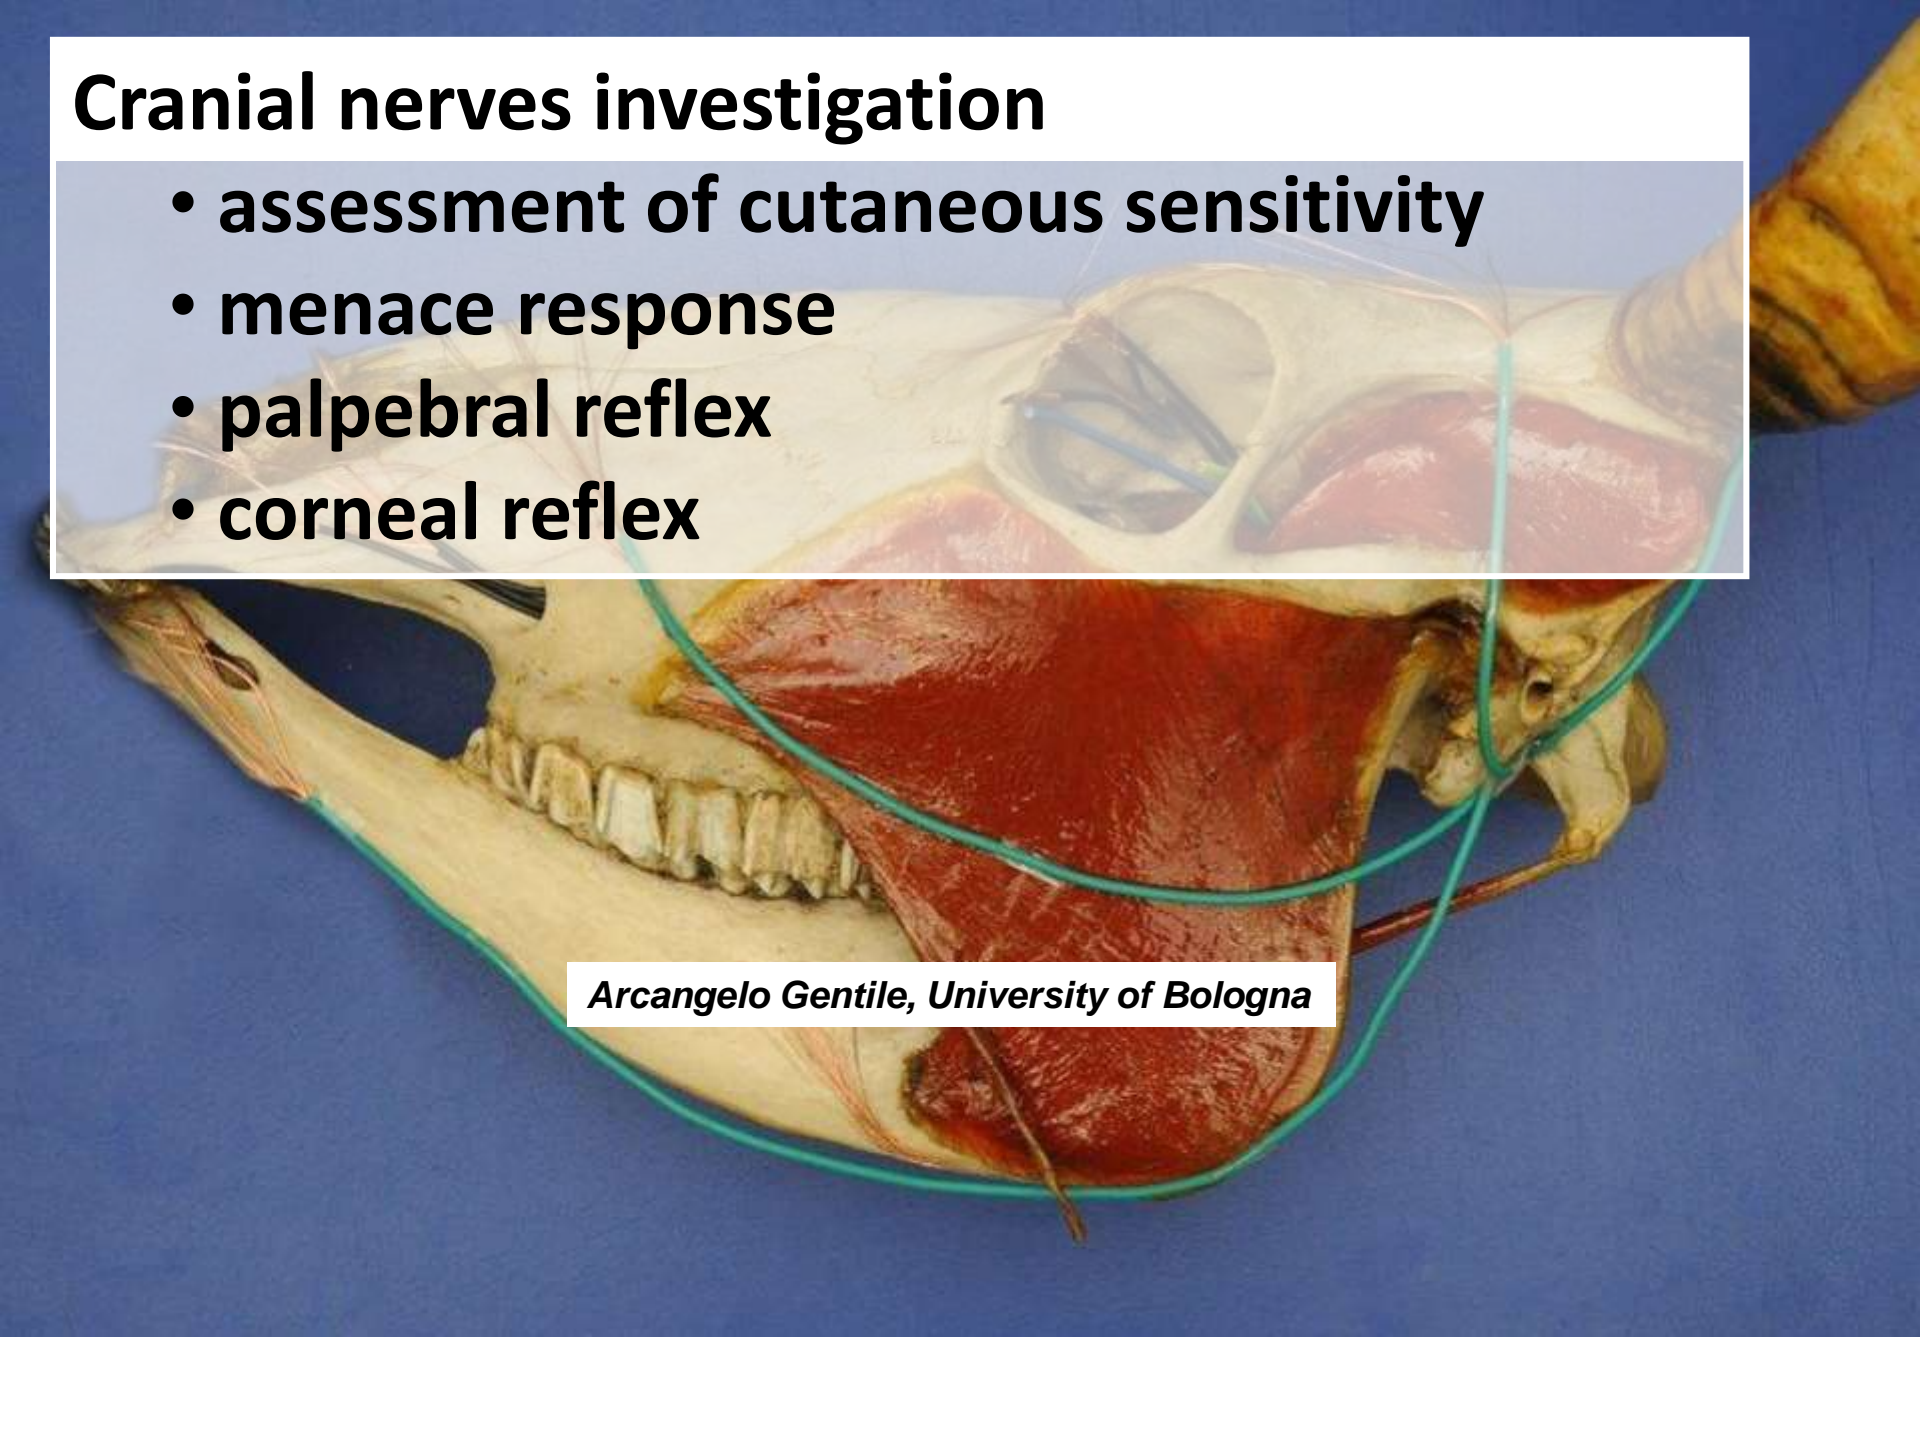 Cranial nerves investigation
• assessment of cutaneous sensitivity
• menace response
• palpebral reflex
• corneal reflex
Arcangelo Gentile, University of Bologna